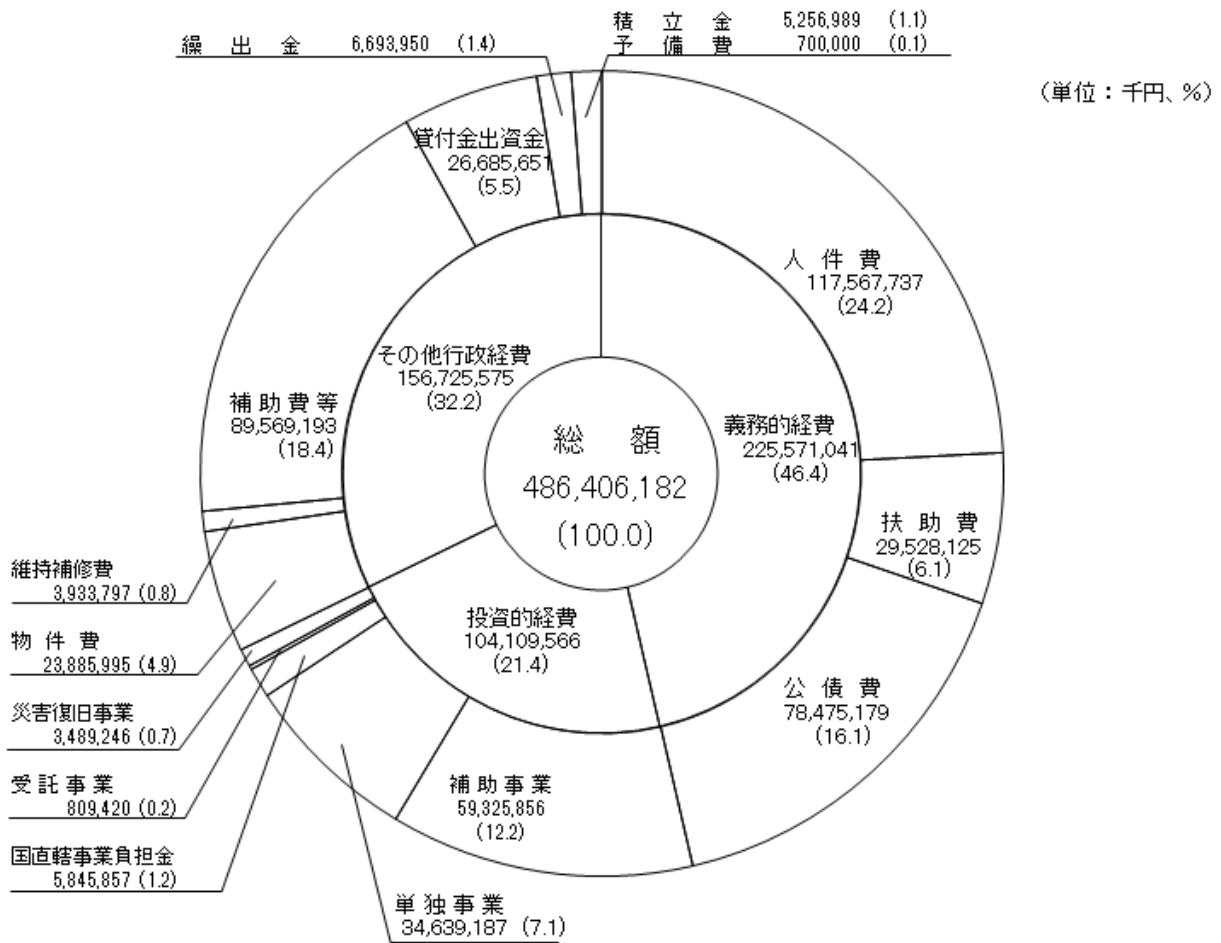 積立金 5,256,989 (1.1)
予備費 700,000 (0.1)
繰出金 6,693,950 (1.4)
(単位:千円、%)
貸付金出資金
26,685,651
(5.5)
人件費
117,567,737
(24.2)
その他行政経費
156,725,575
(32.2)
補助費等
89,569,193
(18.4)
義務的経費
225,571,041
(46.4)
総額
486,406,182
(100.0)
扶助費
29,528,125
(6.1)
維持補修費
3,933,797 (0.8)
物件費
23,885,995 (4.9)
投資的経費
104,109,566
(21.4)
公債費
78,475,179
(16.1)
災害復旧事業
3,489,246 (0.7)
受託事業
809,420 (0.2)
補助事業
59,325,856
(12.2)
国直轄事業負担金
5,845,857 (1.2)
単独事業
34,639,187 (7.1)